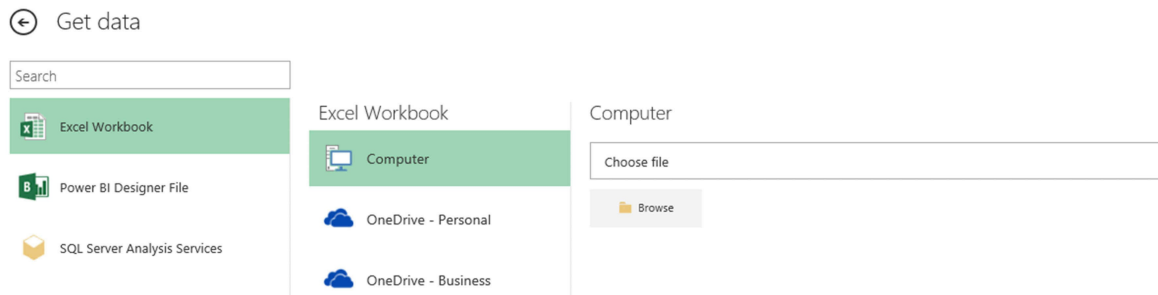 Get data
Search
Excel Workbook
Power BI Designer File
SQL Server Analysis Services
Excel Workbook
Computer
OneDrive - Personal
OneDrive - Business
Computer
Choose file
Browse